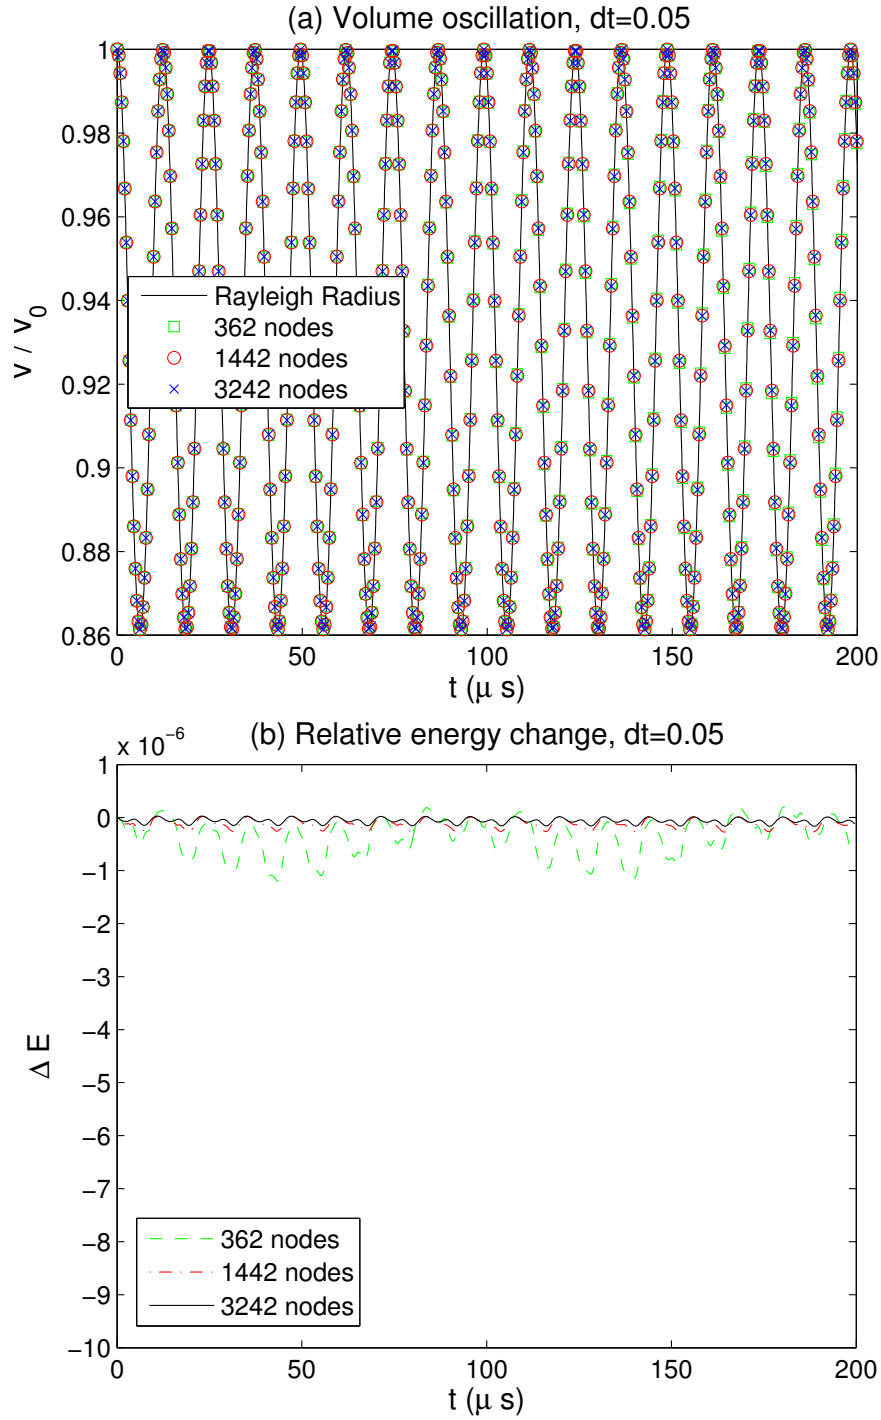 (a) Volume oscillation, dt=0.05
1
0.98
0.96
0.94
0.92
0.9
0.88
0.86
v / v0
Rayleigh Radius
362 nodes
1442 nodes
3242 nodes
0 50 100 150 200
t (μ s)
(b) Relative energy change, dt=0.05
x 10^-6
1
0
−1
−2
−3
−4
−5
−6
−7
−8
−9
−10
Δ E
362 nodes
1442 nodes
3242 nodes
0 50 100 150 200
t (μ s)